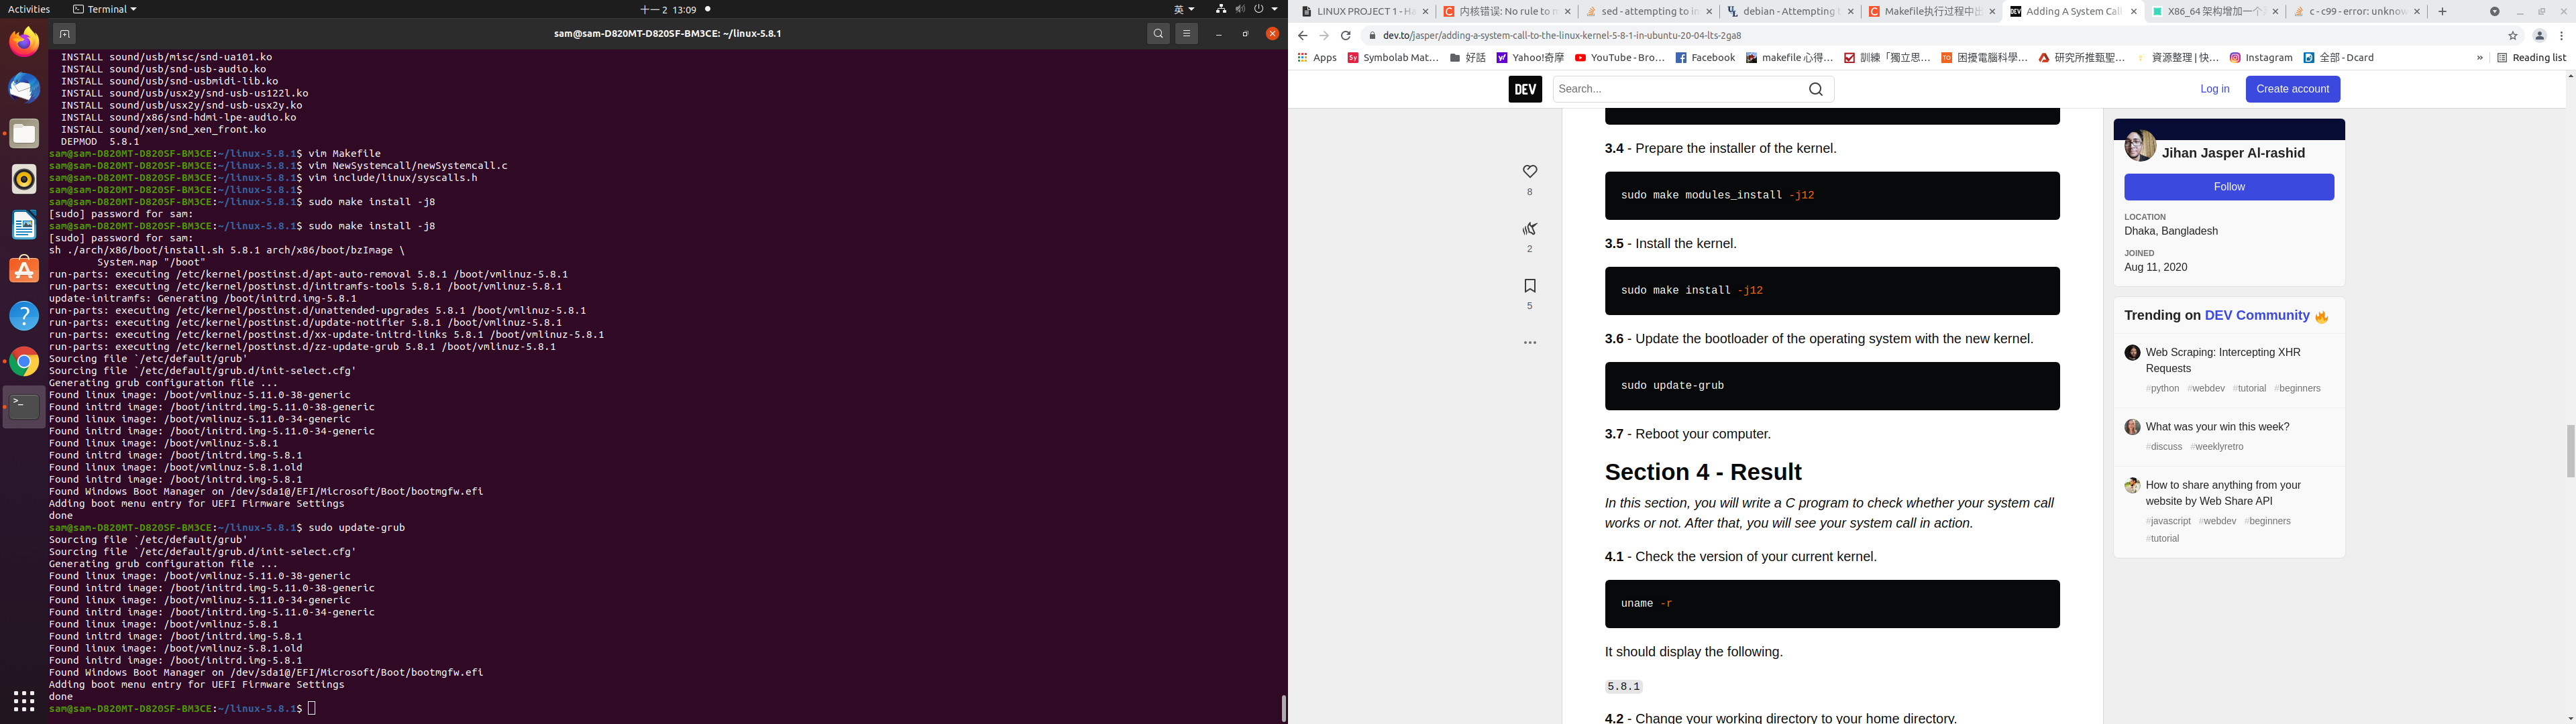 Activities
Terminal
十一 2 13:09
英
sam@sam-D820MT-D820SF-BM3CE: ~/linux-5.8.1
INSTALL sound/usb/misc/snd-ua101.ko
INSTALL sound/usb/snd-usb-audio.ko
INSTALL sound/usb/snd-usbmidi-lib.ko
INSTALL sound/usb/usx2y/snd-usb-us122l.ko
INSTALL sound/usb/usx2y/snd-usb-usx2y.ko
INSTALL sound/x86/snd-hdmi-lpe-audio.ko
INSTALL sound/xen/snd_xen_front.ko
DEPMOD 5.8.1
sam@sam-D820MT-D820SF-BM3CE:~/linux-5.8.1$ vim Makefile
sam@sam-D820MT-D820SF-BM3CE:~/linux-5.8.1$ vim NewSystemcall/newSystemcall.c
sam@sam-D820MT-D820SF-BM3CE:~/linux-5.8.1$ vim include/linux/syscalls.h
sam@sam-D820MT-D820SF-BM3CE:~/linux-5.8.1$
sam@sam-D820MT-D820SF-BM3CE:~/linux-5.8.1$ sudo make install -j8
[sudo] password for sam:
sam@sam-D820MT-D820SF-BM3CE:~/linux-5.8.1$ sudo make install -j8
[sudo] password for sam:
sh ./arch/x86/boot/install.sh 5.8.1 arch/x86/boot/bzImage \
System.map "/boot"
run-parts: executing /etc/kernel/postinst.d/apt-auto-removal 5.8.1 /boot/vmlinuz-5.8.1
run-parts: executing /etc/kernel/postinst.d/initramfs-tools 5.8.1 /boot/vmlinuz-5.8.1
update-initramfs: Generating /boot/initrd.img-5.8.1
run-parts: executing /etc/kernel/postinst.d/unattended-upgrades 5.8.1 /boot/vmlinuz-5.8.1
run-parts: executing /etc/kernel/postinst.d/update-notifier 5.8.1 /boot/vmlinuz-5.8.1
run-parts: executing /etc/kernel/postinst.d/xx-update-initrd-links 5.8.1 /boot/vmlinuz-5.8.1
run-parts: executing /etc/kernel/postinst.d/zz-update-grub 5.8.1 /boot/vmlinuz-5.8.1
Sourcing file `/etc/default/grub'
Sourcing file `/etc/default/grub.d/init-select.cfg'
Generating grub configuration file ...
Found linux image: /boot/vmlinuz-5.11.0-38-generic
Found initrd image: /boot/initrd.img-5.11.0-38-generic
Found linux image: /boot/vmlinuz-5.11.0-34-generic
Found initrd image: /boot/initrd.img-5.11.0-34-generic
Found linux image: /boot/vmlinuz-5.8.1
Found initrd image: /boot/initrd.img-5.8.1
Found linux image: /boot/vmlinuz-5.8.1.old
Found initrd image: /boot/initrd.img-5.8.1
Found Windows Boot Manager on /dev/sda1@/EFI/Microsoft/Boot/bootmgfw.efi
Adding boot menu entry for UEFI Firmware Settings
done
sam@sam-D820MT-D820SF-BM3CE:~/linux-5.8.1$ sudo update-grub
Sourcing file `/etc/default/grub'
Sourcing file `/etc/default/grub.d/init-select.cfg'
Generating grub configuration file ...
Found linux image: /boot/vmlinuz-5.11.0-38-generic
Found initrd image: /boot/initrd.img-5.11.0-38-generic
Found linux image: /boot/vmlinuz-5.11.0-34-generic
Found initrd image: /boot/initrd.img-5.11.0-34-generic
Found linux image: /boot/vmlinuz-5.8.1
Found initrd image: /boot/initrd.img-5.8.1
Found linux image: /boot/vmlinuz-5.8.1.old
Found initrd image: /boot/initrd.img-5.8.1
Found Windows Boot Manager on /dev/sda1@/EFI/Microsoft/Boot/bootmgfw.efi
Adding boot menu entry for UEFI Firmware Settings
done
sam@sam-D820MT-D820SF-BM3CE:~/linux-5.8.1$
LINUX PROJECT 1 - Ha
内核错误: No rule to m
sed - attempting to in
debian - Attempting t
Makefile执行过程中出
Adding A System Call
X86_64 架构增加一个
c - c99 - error: unknow
dev.to/jasper/adding-a-system-call-to-the-linux-kernel-5-8-1-in-ubuntu-20-04-lts-2ga8
Apps
Symbolab Mat…
好話
Yahoo!奇摩
YouTube - Bro…
Facebook
makefile 心得…
訓練「獨立思…
困擾電腦科學…
研究所推甄聖…
資源整理 | 快…
Instagram
全部 - Dcard
»
Reading list
DEV
Search...
Log in
Create account
8
2
5
3.4 - Prepare the installer of the kernel.
sudo make modules_install -j12
3.5 - Install the kernel.
sudo make install -j12
3.6 - Update the bootloader of the operating system with the new kernel.
sudo update-grub
3.7 - Reboot your computer.
Section 4 - Result
In this section, you will write a C program to check whether your system call
works or not. After that, you will see your system call in action.
4.1 - Check the version of your current kernel.
uname -r
It should display the following.
5.8.1
4.2 - Change your working directory to your home directory.
Jihan Jasper Al-rashid
Follow
LOCATION
Dhaka, Bangladesh
JOINED
Aug 11, 2020
Trending on DEV Community 🔥
Web Scraping: Intercepting XHR
Requests
#python #webdev #tutorial #beginners
What was your win this week?
#discuss #weeklyretro
How to share anything from your
website by Web Share API
#javascript #webdev #beginners
#tutorial